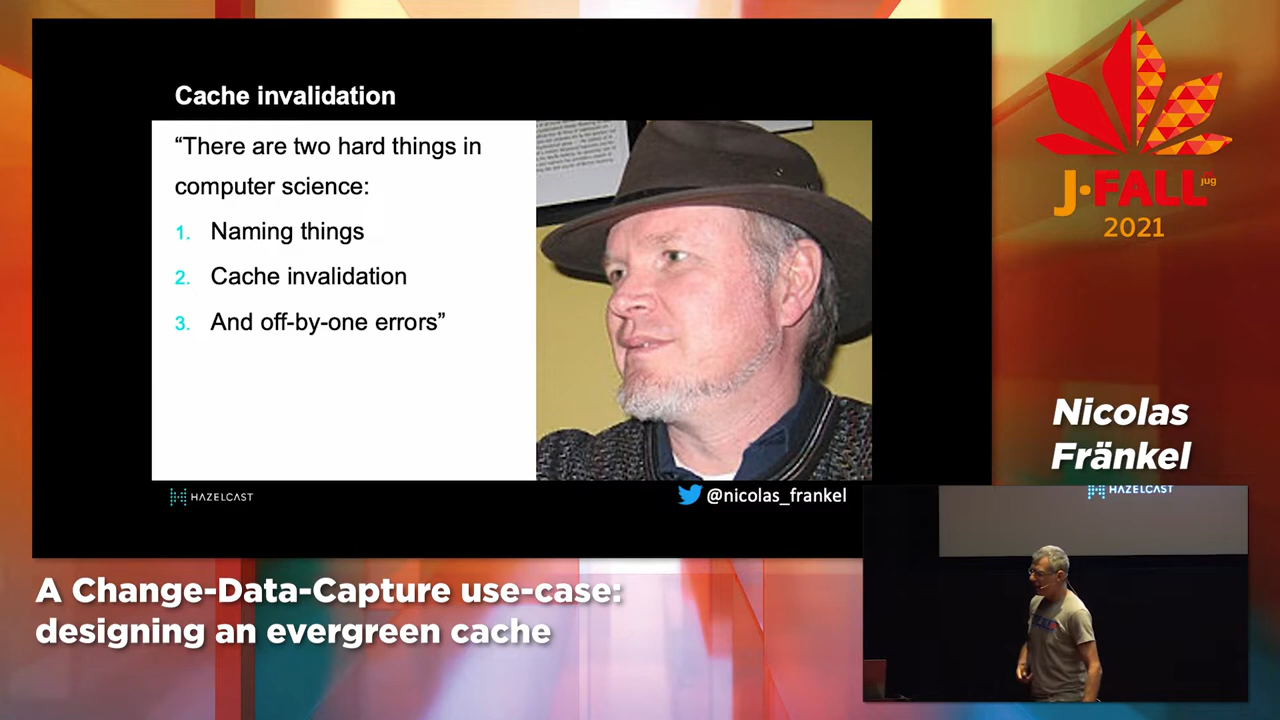 Cache invalidation
“There are two hard things in
computer science:
1. Naming things
2. Cache invalidation
3. And off-by-one errors”
HAZELCAST
@nicolas_frankel
J•FALL
jug
2021
Nicolas
Fränkel
HAZELCAST
A Change-Data-Capture use-case:
designing an evergreen cache